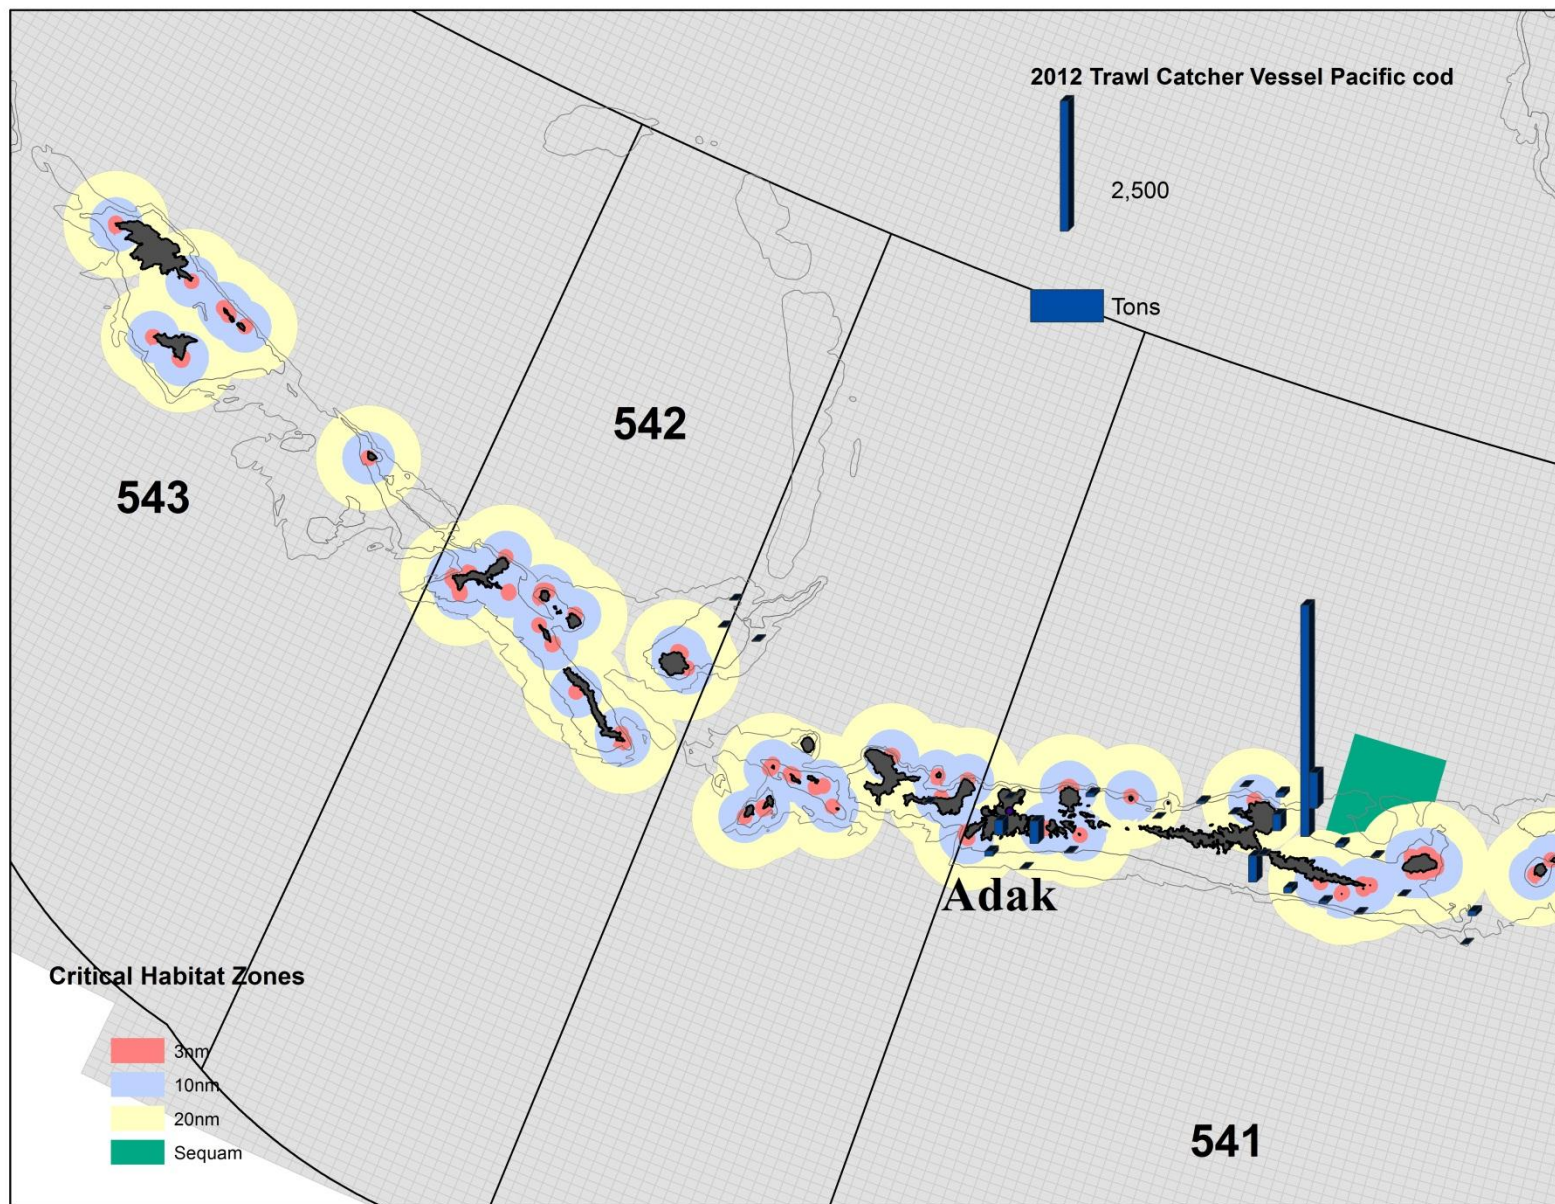 2012 Trawl Catcher Vessel Pacific cod
2,500
Tons
542
543
Adak
Critical Habitat Zones
3nm
10nm
20nm
Sequam
541